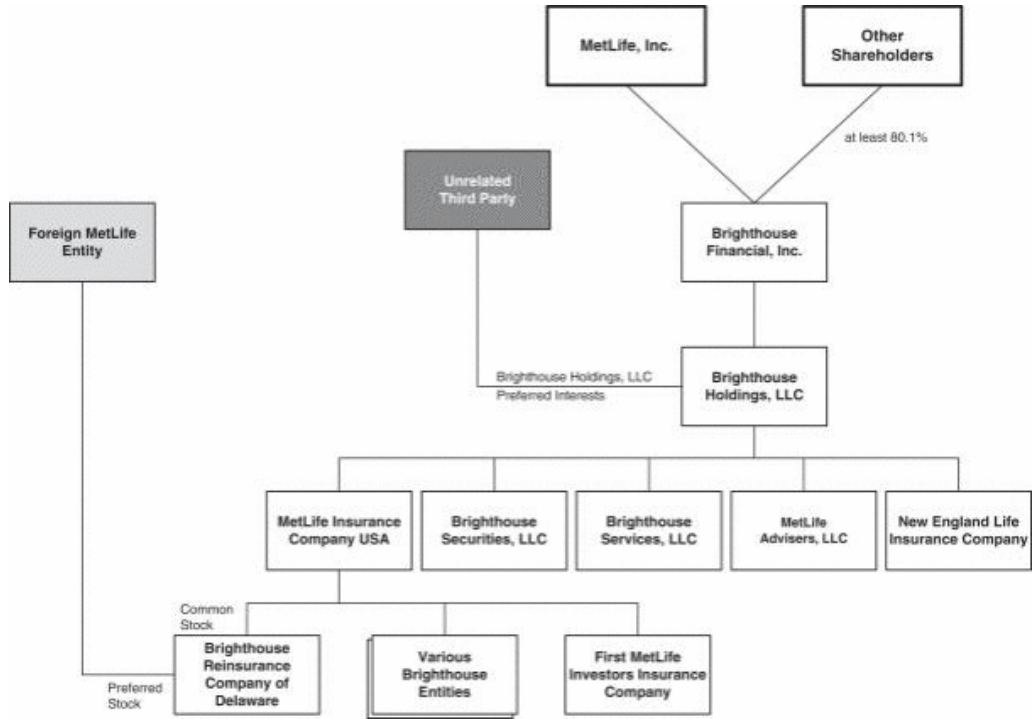 MetLife, Inc.
Other
Shareholders
at least 80.1%
Unrelated
Third Party
Foreign MetLife
Entity
Brighthouse
Financial, Inc.
Brighthouse Holdings, LLC
Preferred Interests
Brighthouse
Holdings, LLC
MetLife Insurance
Company USA
Brighthouse
Securities, LLC
Brighthouse
Services, LLC
MetLife
Advisers, LLC
New England Life
Insurance Company
Common
Stock
Preferred
Stock
Brighthouse
Reinsurance
Company of
Delaware
Various
Brighthouse
Entities
First MetLife
Investors Insurance
Company